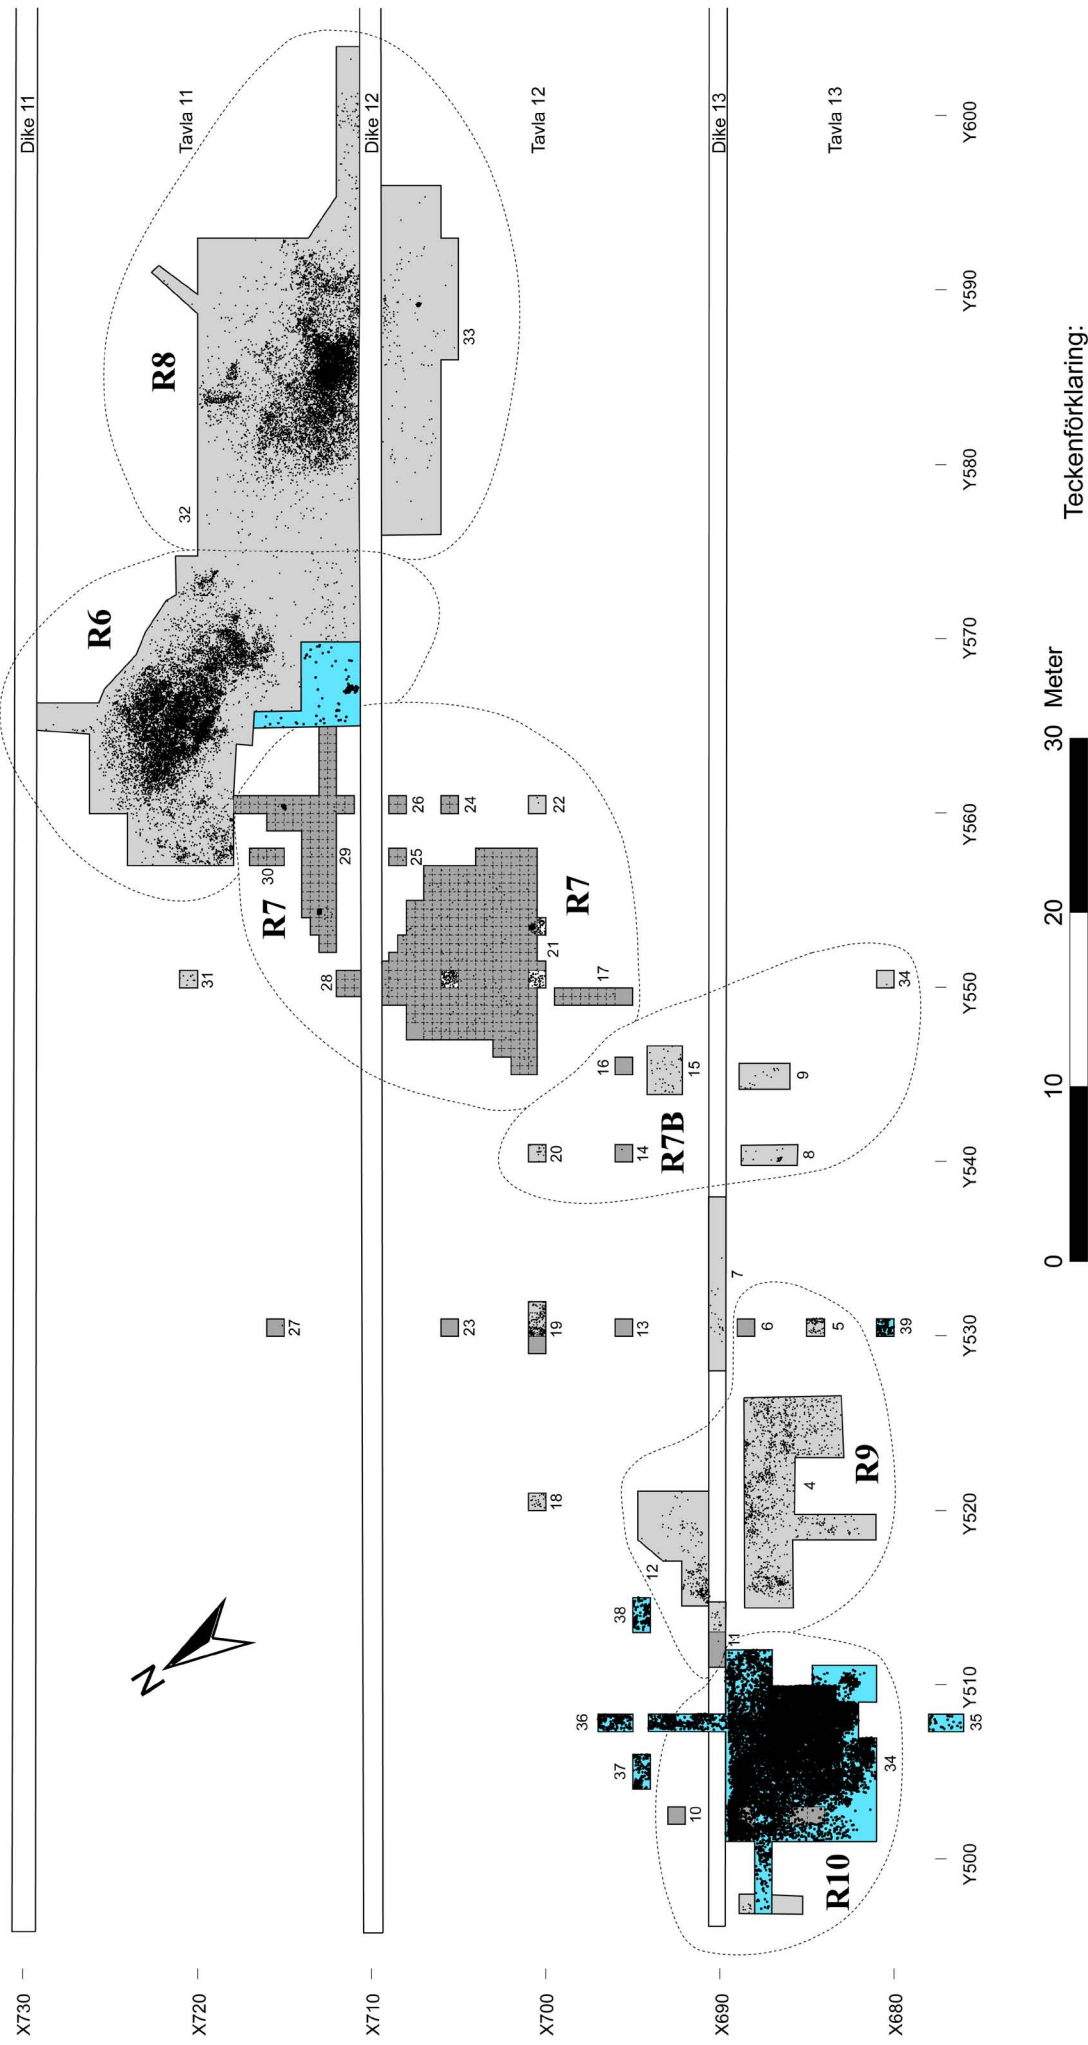 Dike 11
Tavla 11
Dike 12
Tavla 12
Dike 13
Tavla 13
R8
32
33
R6
R7
30
29
28
31
26
24
22
25
R7
21
17
16
15
R7B
20
14
34
9
8
7
27
23
19
13
6
5
39
18
12
4
R9
38
11
36
37
10
35
34
R10
N
Y600
Y590
Y580
Y570
Y560
Y550
Y540
Y530
Y520
Y510
Y500
X730
X720
X710
X700
X690
X680
0
10
20
30 Meter
Teckenförklaring: